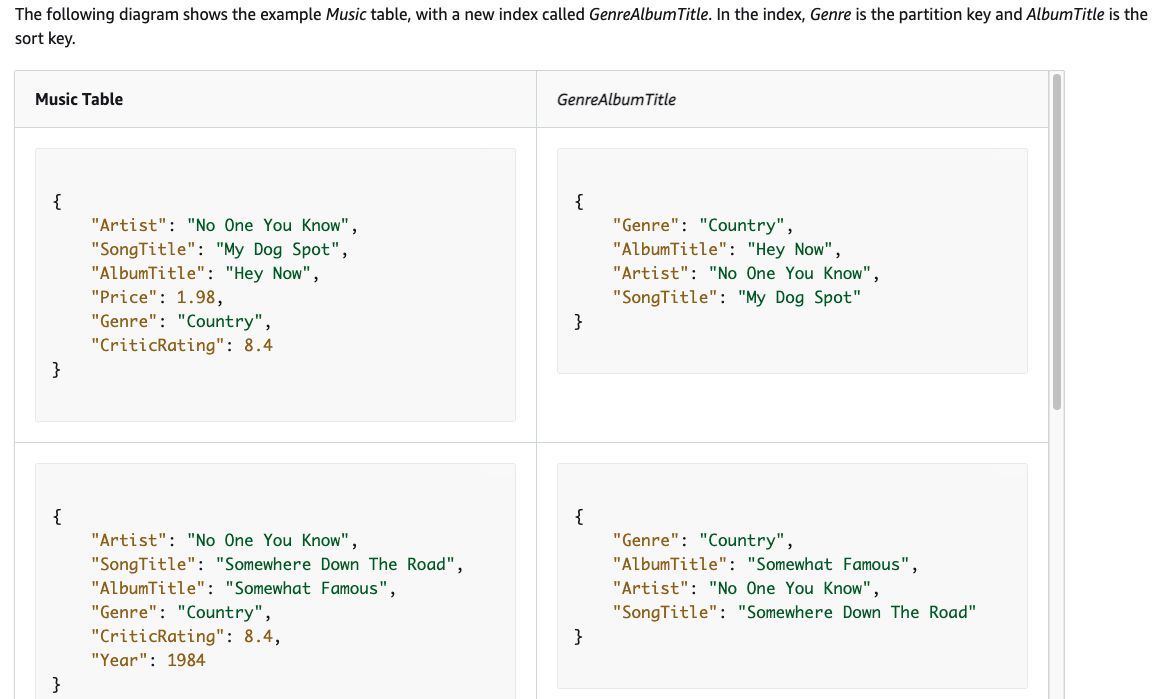 The following diagram shows the example Music table, with a new index called GenreAlbumTitle. In the index, Genre is the partition key and AlbumTitle is the
sort key.
Music Table
GenreAlbumTitle
{
    "Artist": "No One You Know",
    "SongTitle": "My Dog Spot",
    "AlbumTitle": "Hey Now",
    "Price": 1.98,
    "Genre": "Country",
    "CriticRating": 8.4
}
{
    "Genre": "Country",
    "AlbumTitle": "Hey Now",
    "Artist": "No One You Know",
    "SongTitle": "My Dog Spot"
}
{
    "Artist": "No One You Know",
    "SongTitle": "Somewhere Down The Road",
    "AlbumTitle": "Somewhat Famous",
    "Genre": "Country",
    "CriticRating": 8.4,
    "Year": 1984
}
{
    "Genre": "Country",
    "AlbumTitle": "Somewhat Famous",
    "Artist": "No One You Know",
    "SongTitle": "Somewhere Down The Road"
}